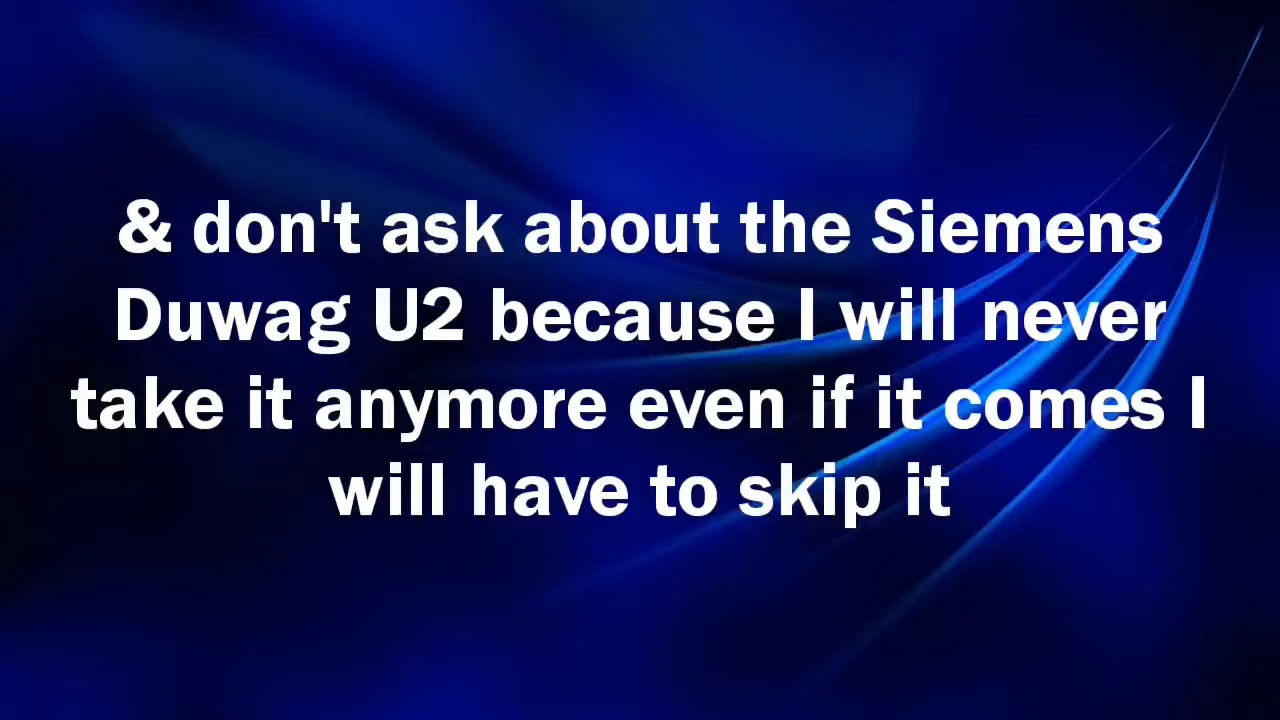 & don't ask about the Siemens
Duwag U2 because I will never
take it anymore even if it comes I
will have to skip it